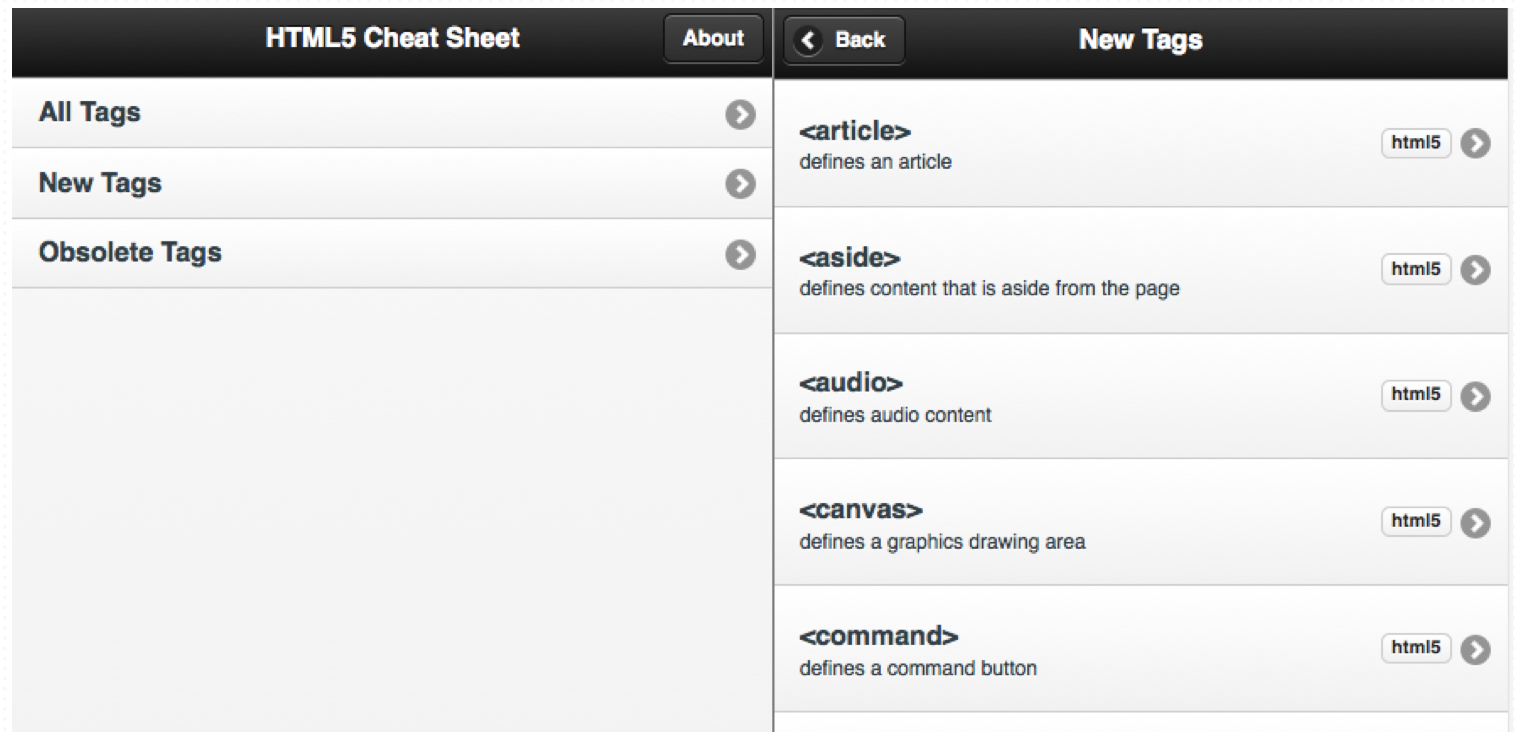 HTML5 Cheat Sheet
About
All Tags
New Tags
Obsolete Tags
Back
New Tags
<article>
defines an article
html5
<aside>
defines content that is aside from the page
html5
<audio>
defines audio content
html5
<canvas>
defines a graphics drawing area
html5
<command>
defines a command button
html5